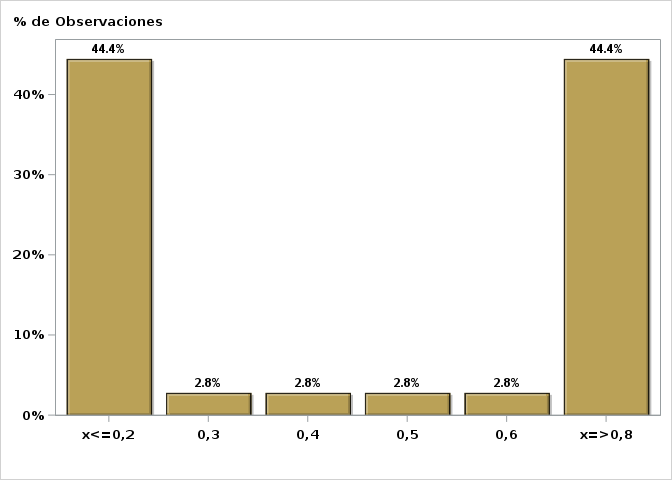 % de Observaciones
44.4% 2.8% 2.8% 2.8% 2.8% 44.4%
40%
30%
20%
10%
0%
x<=0,2 0,3 0,4 0,5 0,6 x=>0,8